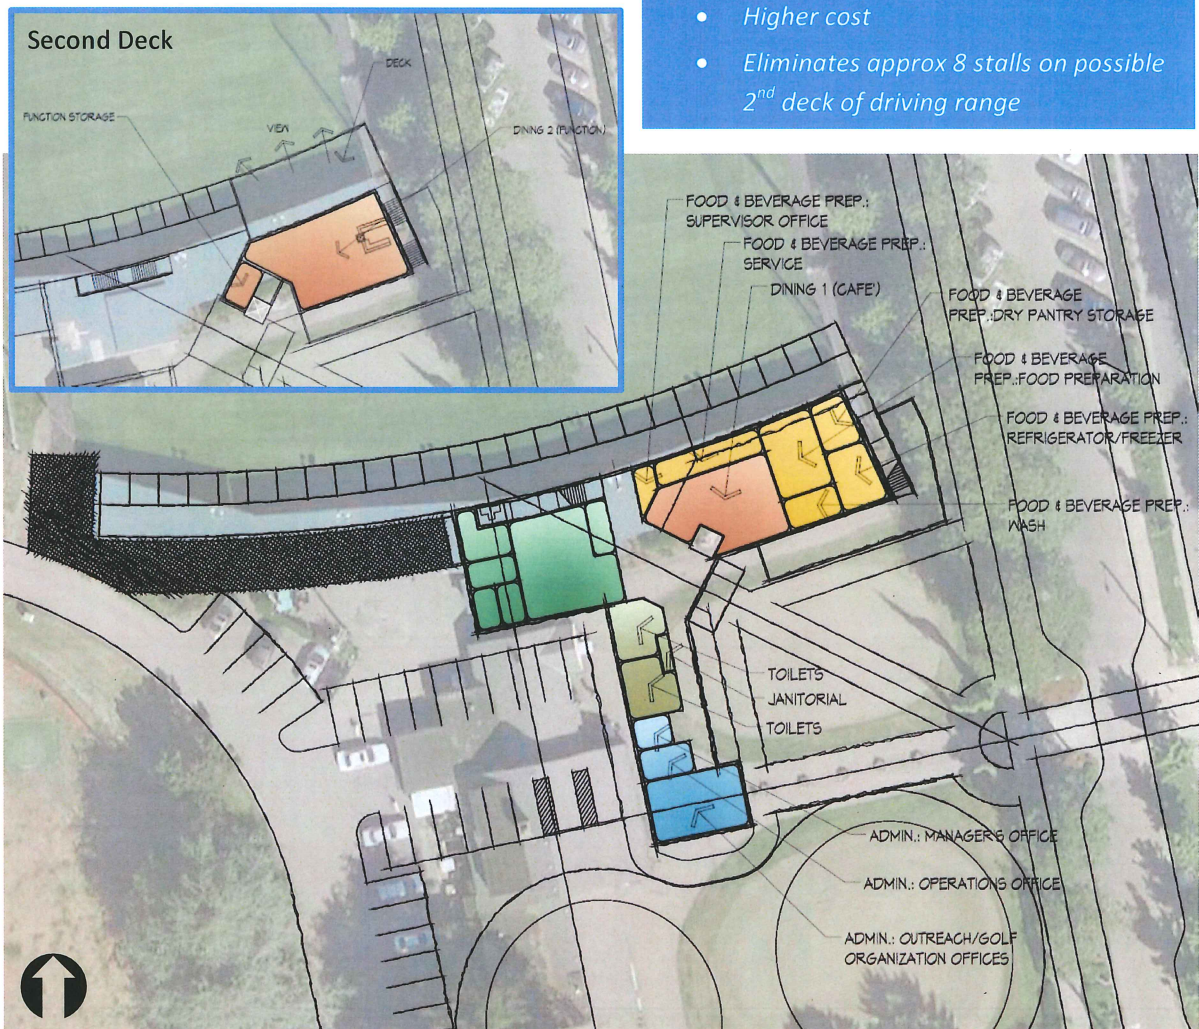 • Higher cost
• Eliminates approx 8 stalls on possible
2nd deck of driving range
Second Deck
DECK
FUNCTION STORAGE
VIEW
DINING 2 (FUNCTION)
FOOD & BEVERAGE PREP.:
SUPERVISOR OFFICE
FOOD & BEVERAGE PREP.:
SERVICE
DINING 1 (CAFE')
FOOD & BEVERAGE
PREP.:DRY PANTRY STORAGE
FOOD & BEVERAGE
PREP.:FOOD PREPARATION
FOOD & BEVERAGE PREP.:
REFRIGERATOR/FREEZER
FOOD & BEVERAGE PREP.:
WASH
TOILETS
JANITORIAL
TOILETS
ADMIN.: MANAGER'S OFFICE
ADMIN.: OPERATIONS OFFICE
ADMIN.: OUTREACH/GOLF
ORGANIZATION OFFICES